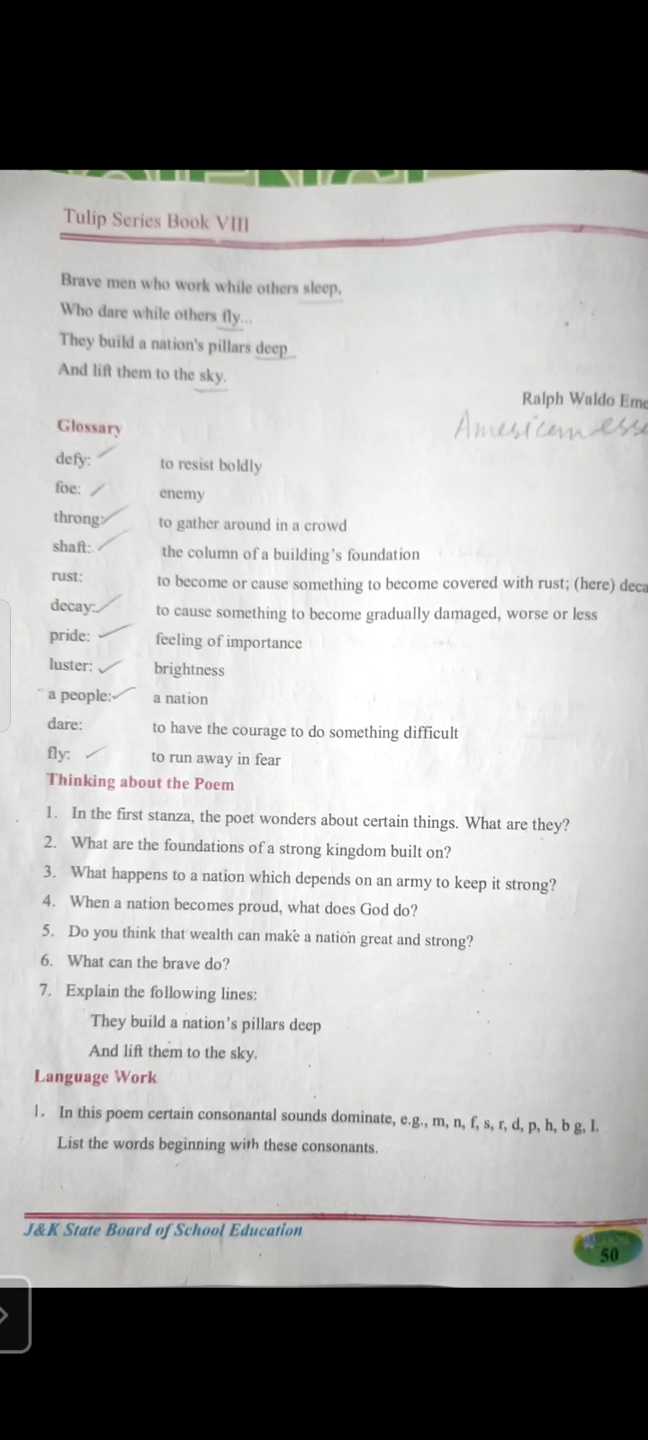 Tulip Series Book VIII
Brave men who work while others sleep,
Who dare while others fly...
They build a nation's pillars deep
And lift them to the sky.
Ralph Waldo Eme
Glossary
defy: to resist boldly
foe: enemy
throng: to gather around in a crowd
shaft: the column of a building's foundation
rust: to become or cause something to become covered with rust; (here) deca
decay: to cause something to become gradually damaged, worse or less
pride: feeling of importance
luster: brightness
a people: a nation
dare: to have the courage to do something difficult
fly: to run away in fear
Thinking about the Poem
1. In the first stanza, the poet wonders about certain things. What are they?
2. What are the foundations of a strong kingdom built on?
3. What happens to a nation which depends on an army to keep it strong?
4. When a nation becomes proud, what does God do?
5. Do you think that wealth can make a nation great and strong?
6. What can the brave do?
7. Explain the following lines:
They build a nation's pillars deep
And lift them to the sky.
Language Work
1. In this poem certain consonantal sounds dominate, e.g., m, n, f, s, r, d, p, h, b g, I.
List the words beginning with these consonants.
J&K State Board of School Education
50